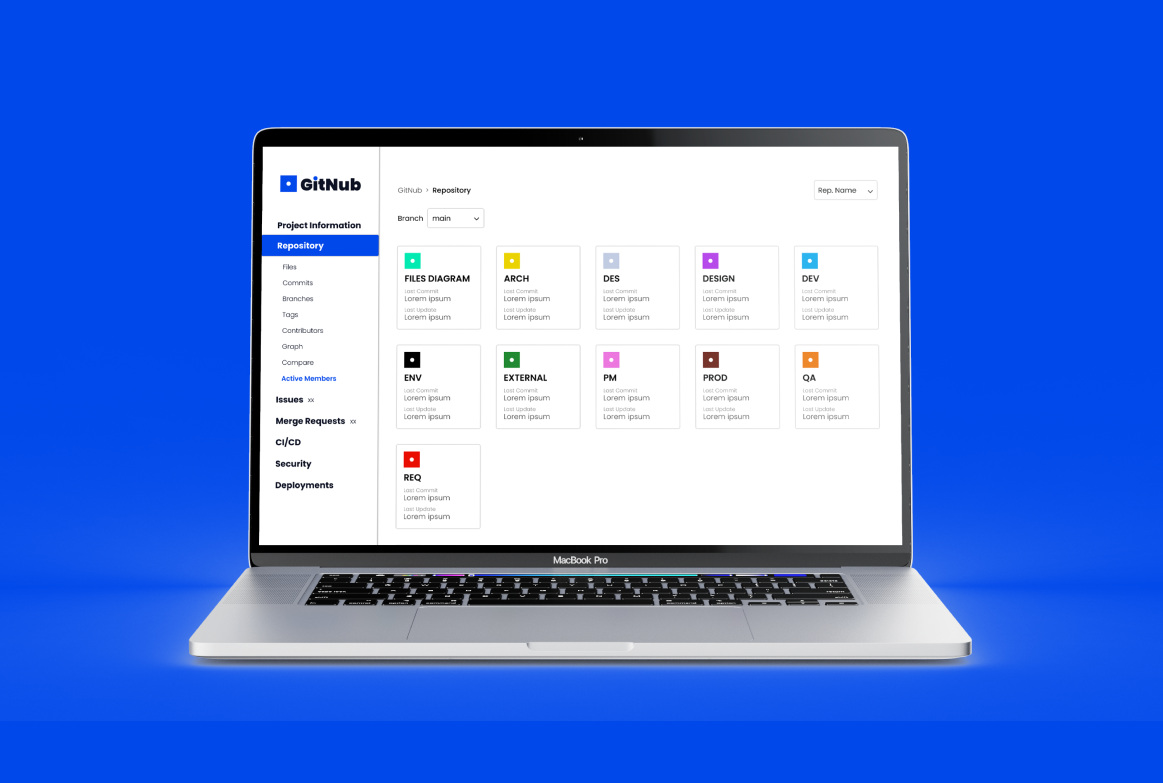 GitNub
Project Information
Repository
Files
Commits
Branches
Tags
Contributors
Graph
Compare
Active Members
Issues xx
Merge Requests xx
CI/CD
Security
Deployments
GitNub > Repository
Rep. Name
Branch main
FILES DIAGRAM
Last Commit
Lorem ipsum
Last Update
Lorem ipsum
ARCH
Last Commit
Lorem ipsum
Last Update
Lorem ipsum
DES
Last Commit
Lorem ipsum
Last Update
Lorem ipsum
DESIGN
Last Commit
Lorem ipsum
Last Update
Lorem ipsum
DEV
Last Commit
Lorem ipsum
Last Update
Lorem ipsum
ENV
Last Commit
Lorem ipsum
Last Update
Lorem ipsum
EXTERNAL
Last Commit
Lorem ipsum
Last Update
Lorem ipsum
PM
Last Commit
Lorem ipsum
Last Update
Lorem ipsum
PROD
Last Commit
Lorem ipsum
Last Update
Lorem ipsum
QA
Last Commit
Lorem ipsum
Last Update
Lorem ipsum
REQ
Last Commit
Lorem ipsum
Last Update
Lorem ipsum
MacBook Pro